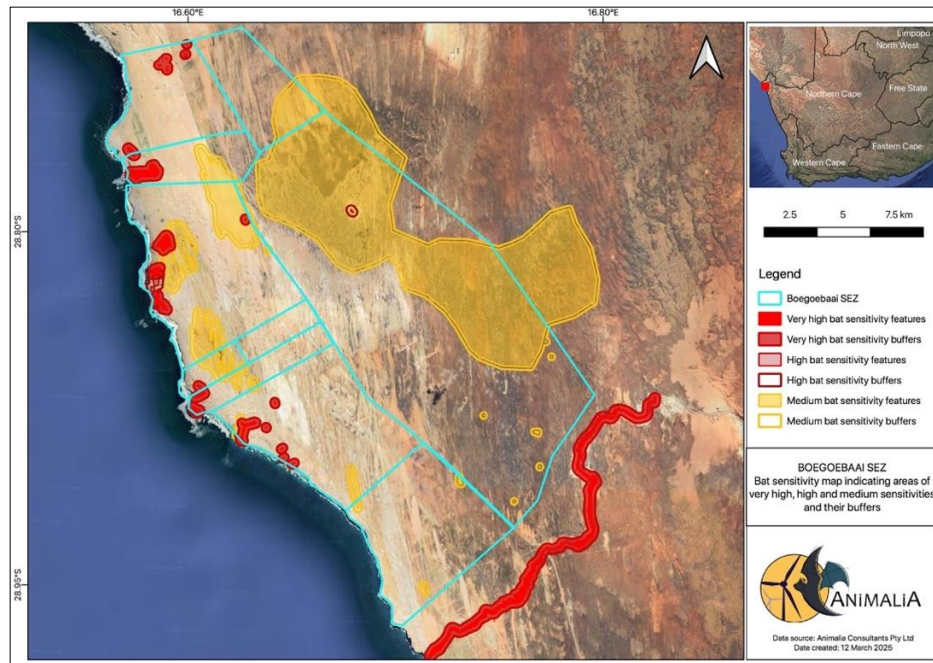 16.60°E
16.80°E
28.80°S
28.95°S
Limpopo
North West
Northern Cape
Free State
Eastern Cape
Western Cape
2.5 5 7.5 km
Legend
Boegoebaai SEZ
Very high bat sensitivity features
Very high bat sensitivity buffers
High bat sensitivity features
High bat sensitivity buffers
Medium bat sensitivity features
Medium bat sensitivity buffers
BOEGOEBAAI SEZ
Bat sensitivity map indicating areas of
very high, high and medium sensitivities
and their buffers
ANiMALiA
Data source: Animalia Consultants Pty Ltd
Date created: 12 March 2025